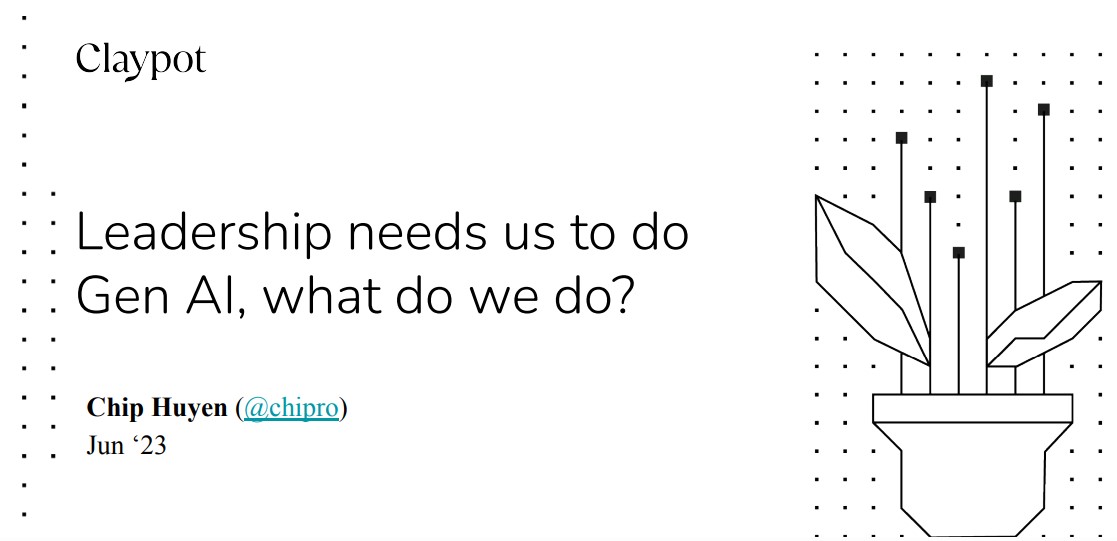 Claypot
Leadership needs us to do
Gen AI, what do we do?
Chip Huyen (@chipro)
Jun ‘23